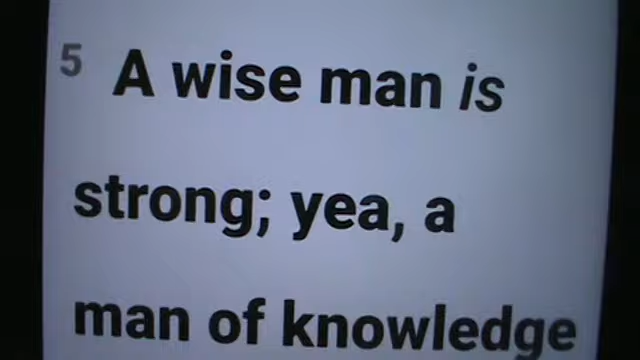 5 A wise man is
strong; yea, a
man of knowledge